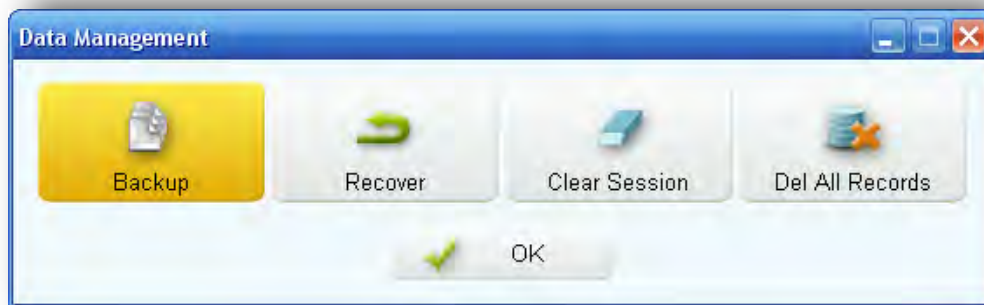 Data Management
Backup
Recover
Clear Session
Del All Records
OK